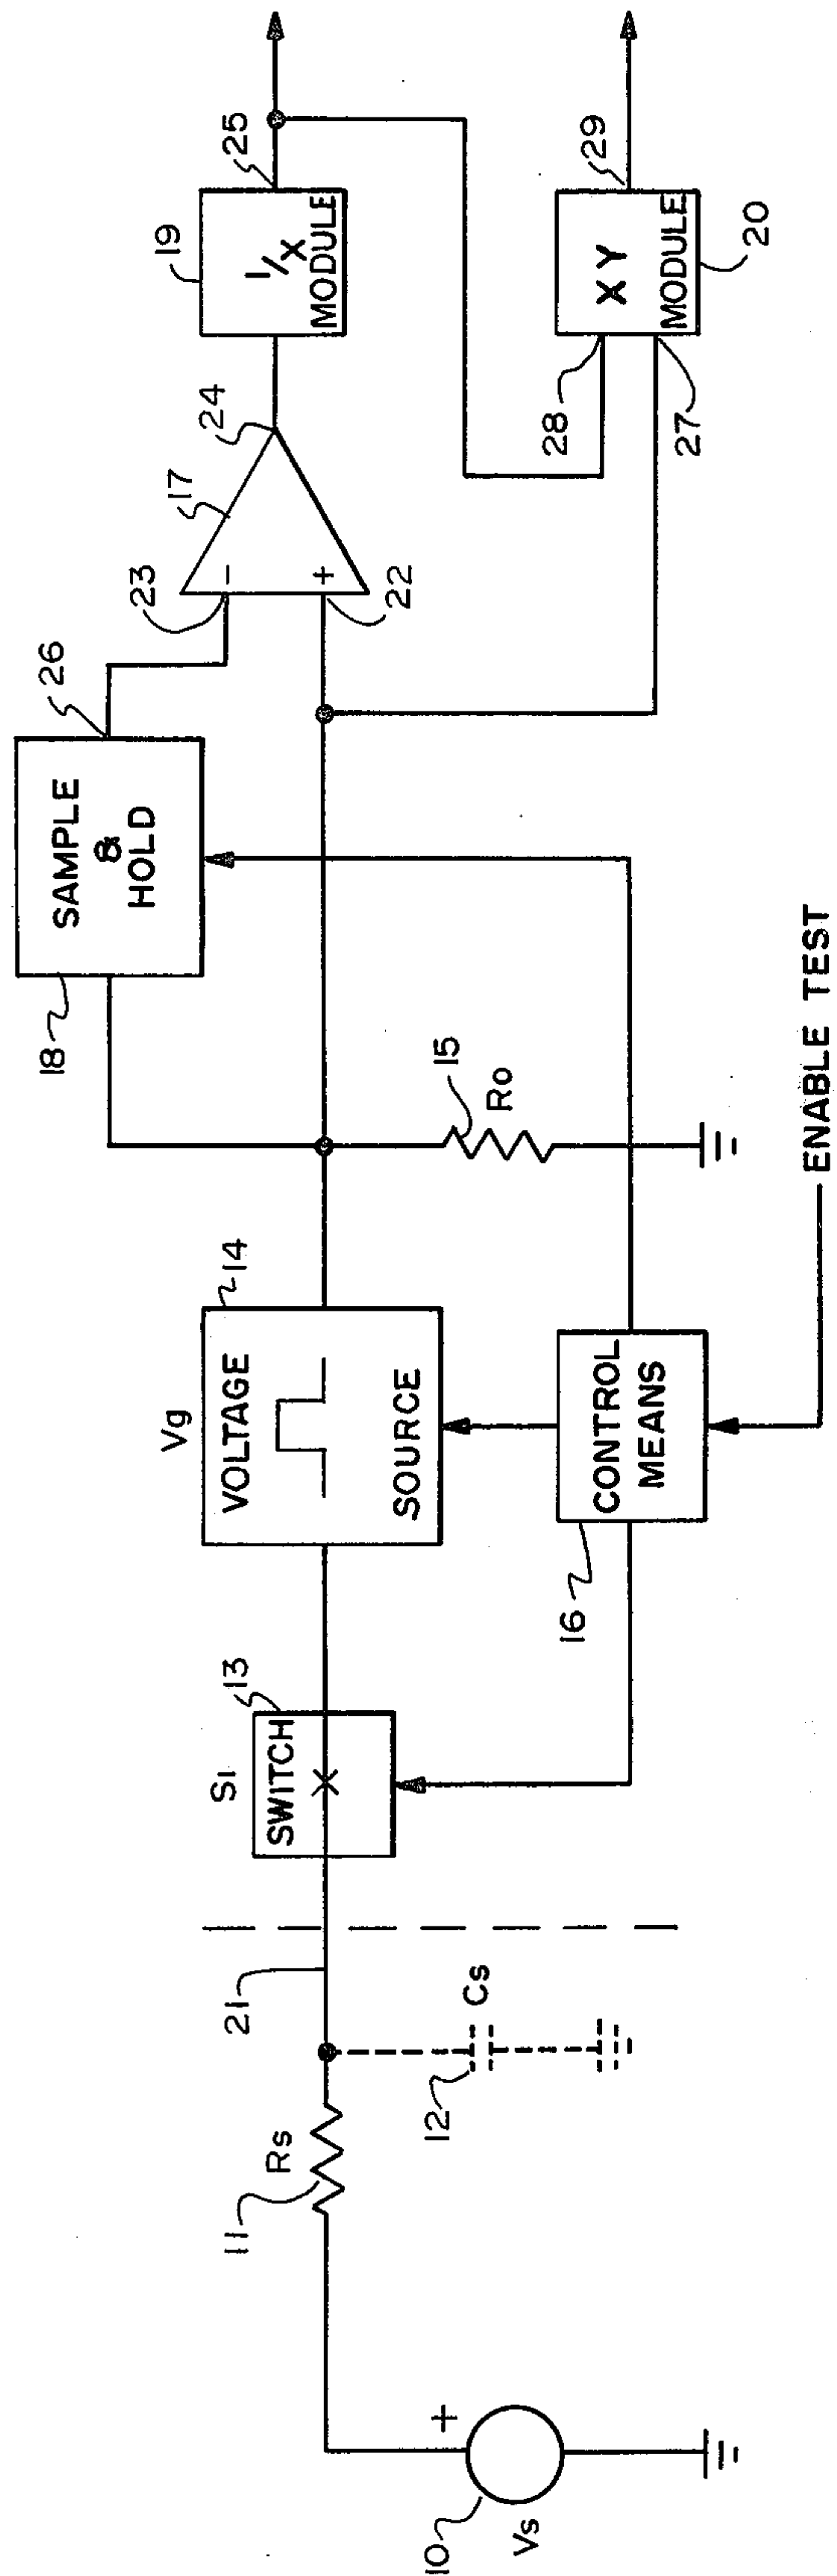 10
Vs
+
11
Rs
21
12
Cs
S1
13
SWITCH
Vg
14
VOLTAGE
SOURCE
16
CONTROL
MEANS
ENABLE TEST
15
Ro
18
SAMPLE
&
HOLD
26
23
22
-
+
17
24
19
1/X
MODULE
25
28
27
XY
MODULE
20
29